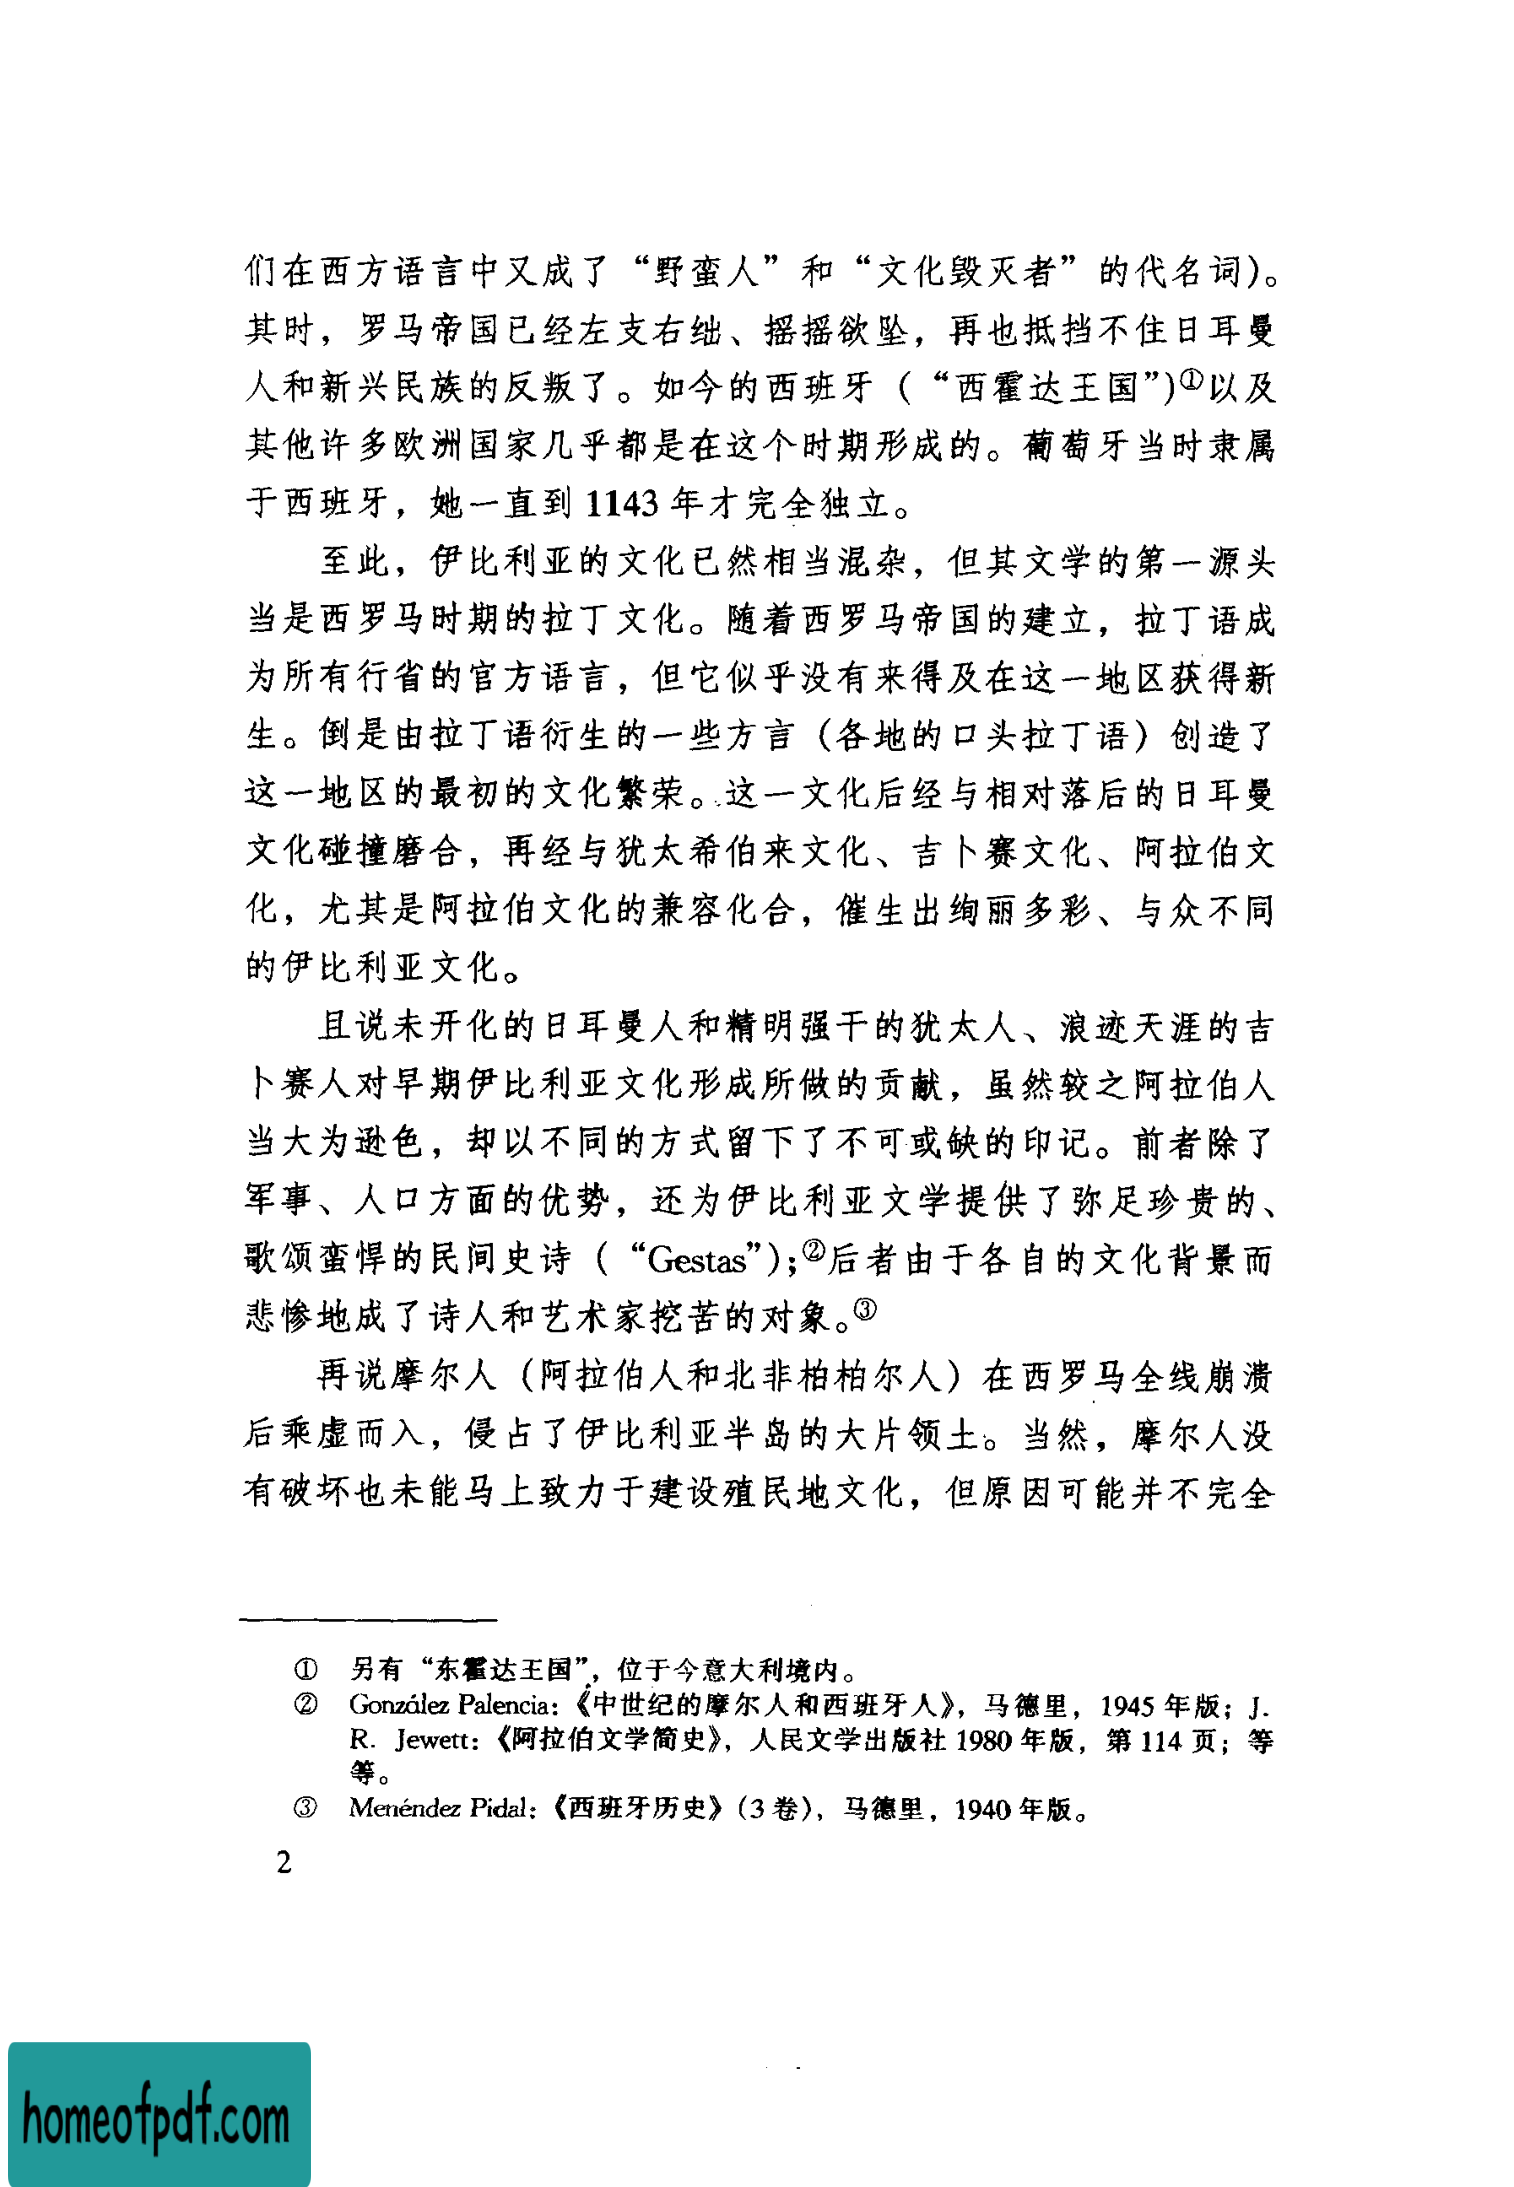 们在西方语言中又成了“野蛮人”和“文化毁灭者”的代名词)。
其时，罗马帝国已经左支右绌、摇摇欲坠，再也抵挡不住日耳曼
人和新兴民族的反叛了。如今的西班牙(“西霍达王国”)①以及
其他许多欧洲国家几乎都是在这个时期形成的。葡萄牙当时隶属
于西班牙，她一直到 1143 年才完全独立。
至此，伊比利亚的文化已然相当混杂，但其文学的第一源头
当是西罗马时期的拉丁文化。随着西罗马帝国的建立，拉丁语成
为所有行省的官方语言，但它似乎没有来得及在这一地区获得新
生。倒是由拉丁语衍生的一些方言（各地的口头拉丁语）创造了
这一地区的最初的文化繁荣。这一文化后经与相对落后的日耳曼
文化碰撞磨合，再经与犹太希伯来文化、吉卜赛文化、阿拉伯文
化，尤其是阿拉伯文化的兼容化合，催生出绚丽多彩、与众不同
的伊比利亚文化。
且说未开化的日耳曼人和精明强干的犹太人、浪迹天涯的吉
卜赛人对早期伊比利亚文化形成所做的贡献，虽然较之阿拉伯人
当大为逊色，却以不同的方式留下了不可或缺的印记。前者除了
军事、人口方面的优势，还为伊比利亚文学提供了弥足珍贵的、
歌颂蛮悍的民间史诗(“Gestas”)；②后者由于各自的文化背景而
悲惨地成了诗人和艺术家挖苦的对象。③
再说摩尔人（阿拉伯人和北非柏柏尔人）在西罗马全线崩溃
后乘虚而入，侵占了伊比利亚半岛的大片领土。当然，摩尔人没
有破坏也未能马上致力于建设殖民地文化，但原因可能并不完全
① 另有“东霍达王国”，位于今意大利境内。
② González Palencia：《中世纪的摩尔人和西班牙人》，马德里，1945 年版；J.
R. Jewett：《阿拉伯文学简史》，人民文学出版社 1980 年版，第 114 页；等
等。
③ Menéndez Pidal：《西班牙历史》（3 卷），马德里，1940 年版。
2
homeofpdf.com